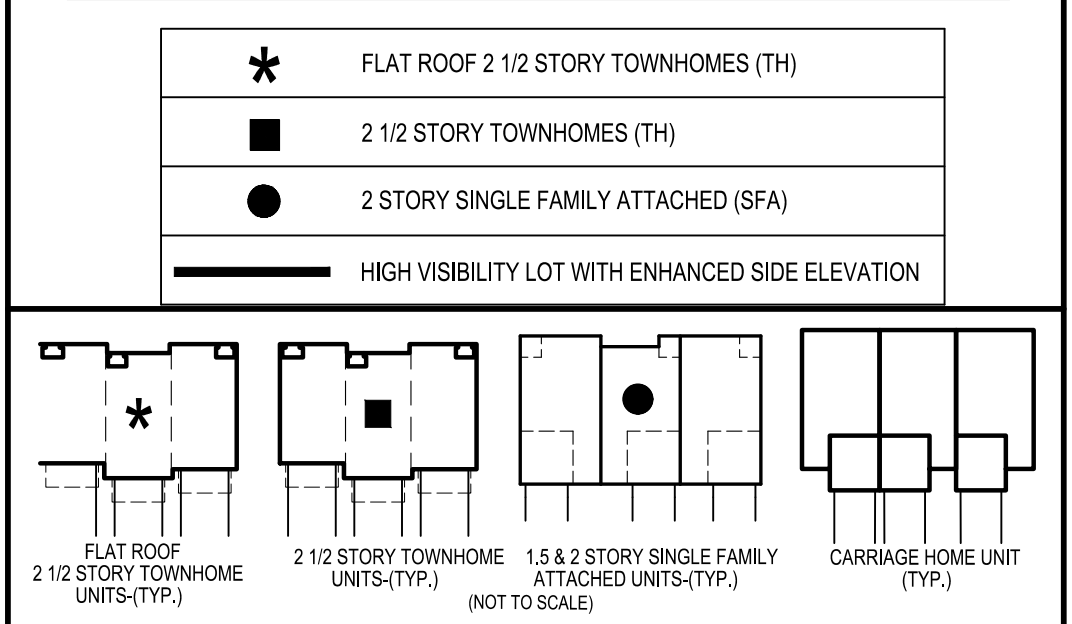 FLAT ROOF 2 1/2 STORY TOWNHOMES (TH)
2 1/2 STORY TOWNHOMES (TH)
2 STORY SINGLE FAMILY ATTACHED (SFA)
HIGH VISIBILITY LOT WITH ENHANCED SIDE ELEVATION
FLAT ROOF
2 1/2 STORY TOWNHOME
UNITS-(TYP.)
2 1/2 STORY TOWNHOME
UNITS-(TYP.)
1.5 & 2 STORY SINGLE FAMILY
ATTACHED UNITS-(TYP.)
(NOT TO SCALE)
CARRIAGE HOME UNIT
(TYP.)